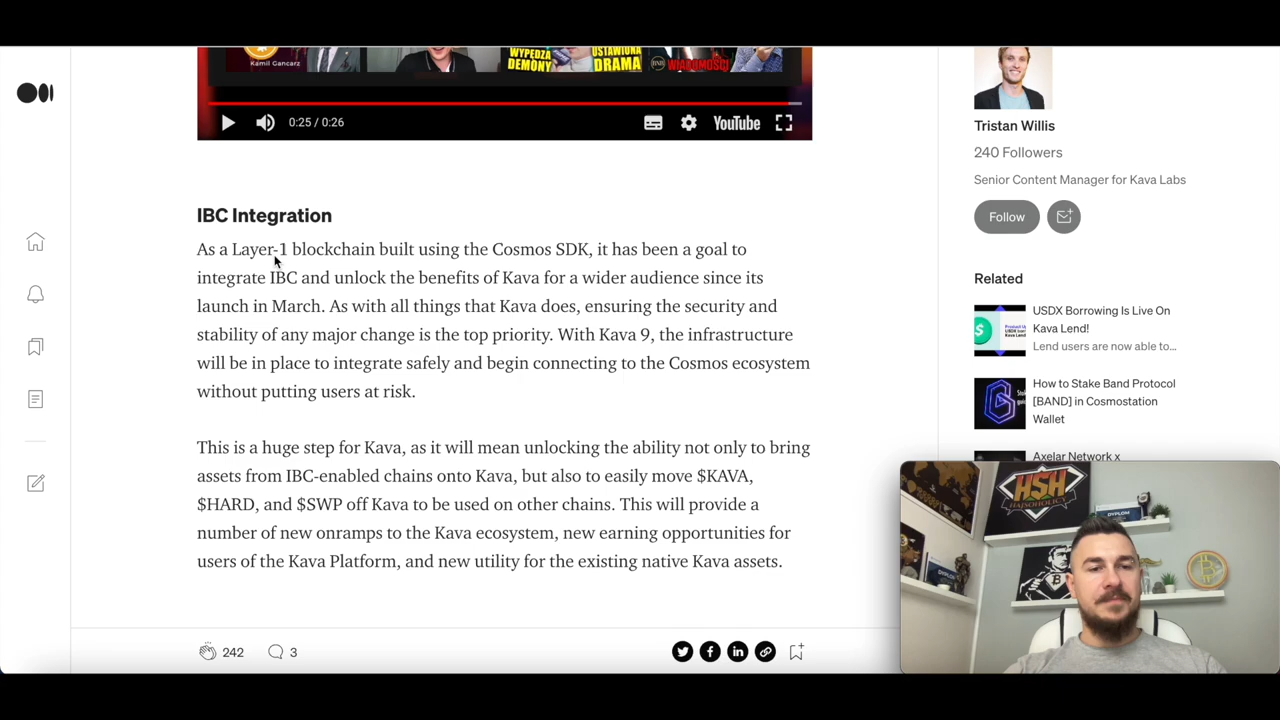 Kamil Gancarz
WYPĘDZA
DEMONY
USTAWIONA
DRAMA
WIADOMOŚCI
0:25 / 0:26
YouTube
IBC Integration
As a Layer-1 blockchain built using the Cosmos SDK, it has been a goal to
integrate IBC and unlock the benefits of Kava for a wider audience since its
launch in March. As with all things that Kava does, ensuring the security and
stability of any major change is the top priority. With Kava 9, the infrastructure
will be in place to integrate safely and begin connecting to the Cosmos ecosystem
without putting users at risk.
This is a huge step for Kava, as it will mean unlocking the ability not only to bring
assets from IBC-enabled chains onto Kava, but also to easily move $KAVA,
$HARD, and $SWP off Kava to be used on other chains. This will provide a
number of new onramps to the Kava ecosystem, new earning opportunities for
users of the Kava Platform, and new utility for the existing native Kava assets.
242
3
Tristan Willis
240 Followers
Senior Content Manager for Kava Labs
Follow
Related
USDX Borrowing Is Live On
Kava Lend!
Lend users are now able to...
How to Stake Band Protocol
[BAND] in Cosmostation
Wallet
Axelar Network x
HSH
HAJSOHOLICY
DYPLOM